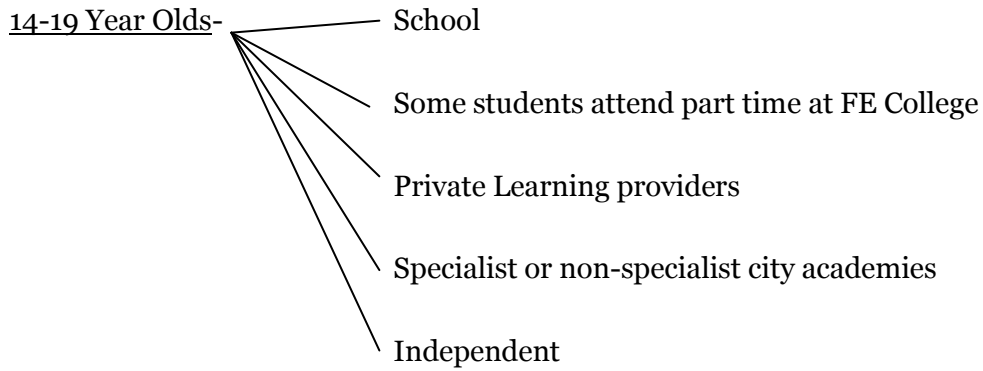 14-19 Year Olds-
School
Some students attend part time at FE College
Private Learning providers
Specialist or non-specialist city academies
Independent